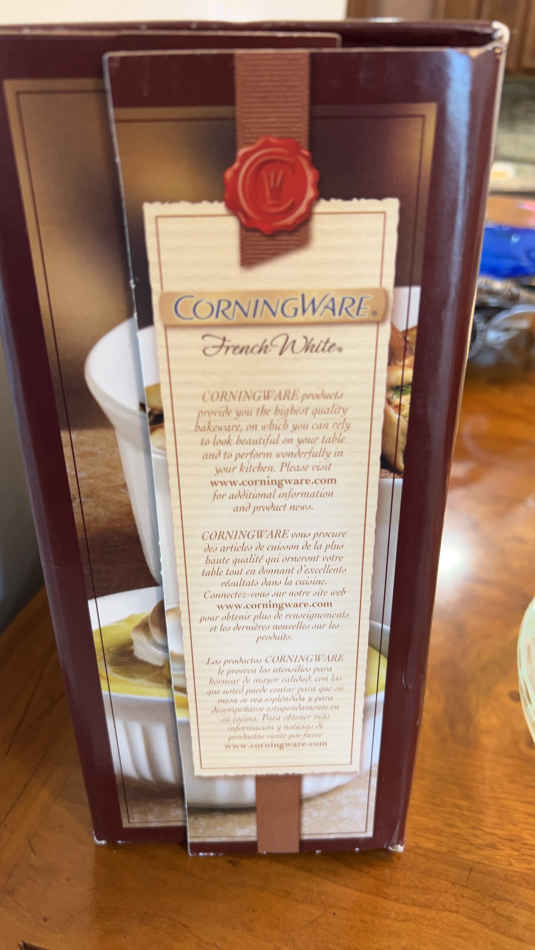 CORNINGWARE®
French White®
CORNINGWARE products
provide you the highest quality
bakeware, on which you can rely
to look beautiful on your table
and to perform wonderfully in
your kitchen. Please visit
www.corningware.com
for additional information
and product news.
CORNINGWARE vous procure
des articles de cuisson de la plus
haute qualité qui orneront votre
table tout en donnant d'excellents
résultats dans la cuisine.
Connectez-vous sur notre site web
www.corningware.com
pour obtenir plus de renseignements
et les dernières nouvelles sur les
produits.
Los productos CORNINGWARE
le provees los utensilios para
hornear de mayor calidad, con los
que usted puede contar para que su
mesa se vea espléndida y para
desempeñarse estupendamente en
su cocina. Para obtener más
información y noticias de
productos visite por favor
www.corningware.com